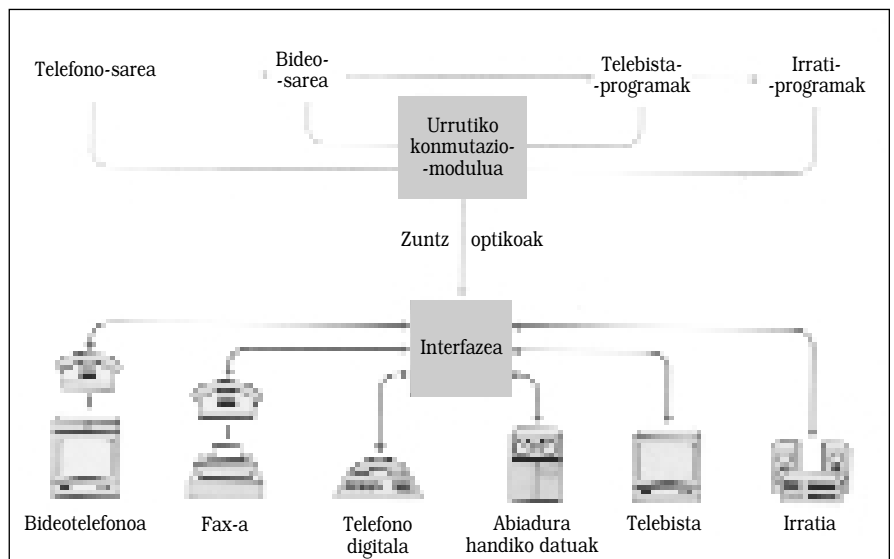 Telefono-sarea
Bideo-
-sarea
Telebista-
-programak
Irrati-
-programak
Urrutiko
konmutazio-
-modulua
Zuntz optikoak
Interfazea
Bideotelefonoa
Fax-a
Telefono
digitala
Abiadura
handiko datuak
Telebista
Irratia